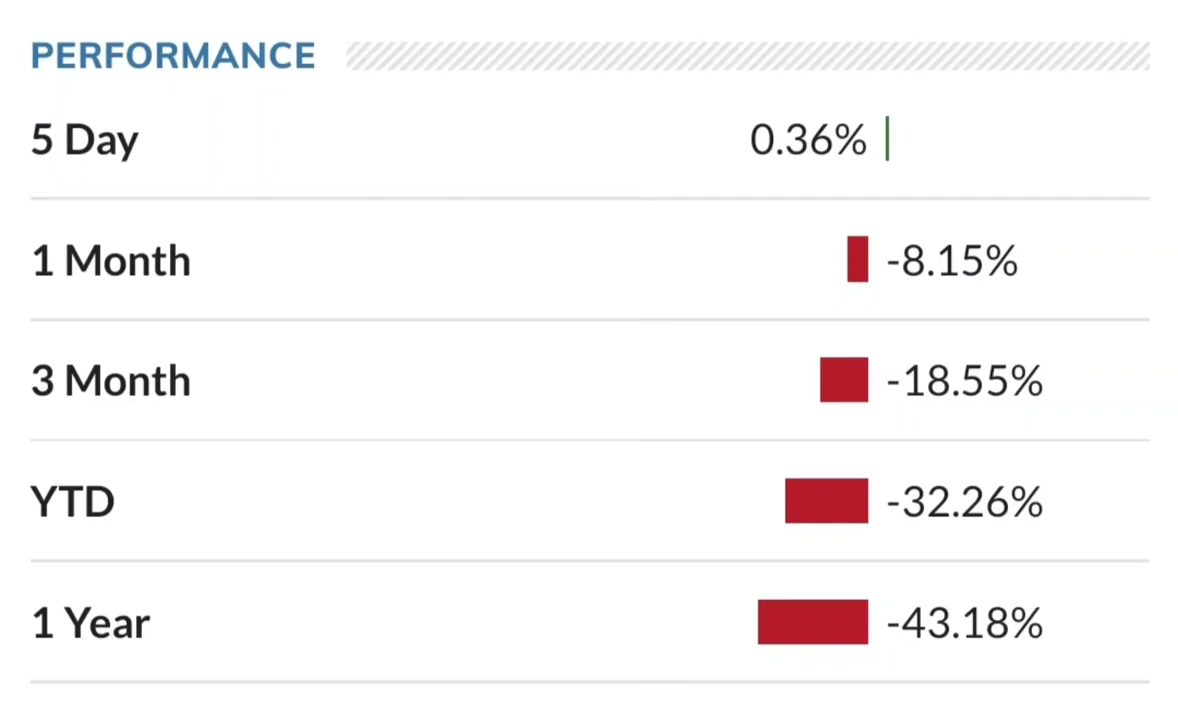 PERFORMANCE
5 Day 0.36%
1 Month -8.15%
3 Month -18.55%
YTD -32.26%
1 Year -43.18%